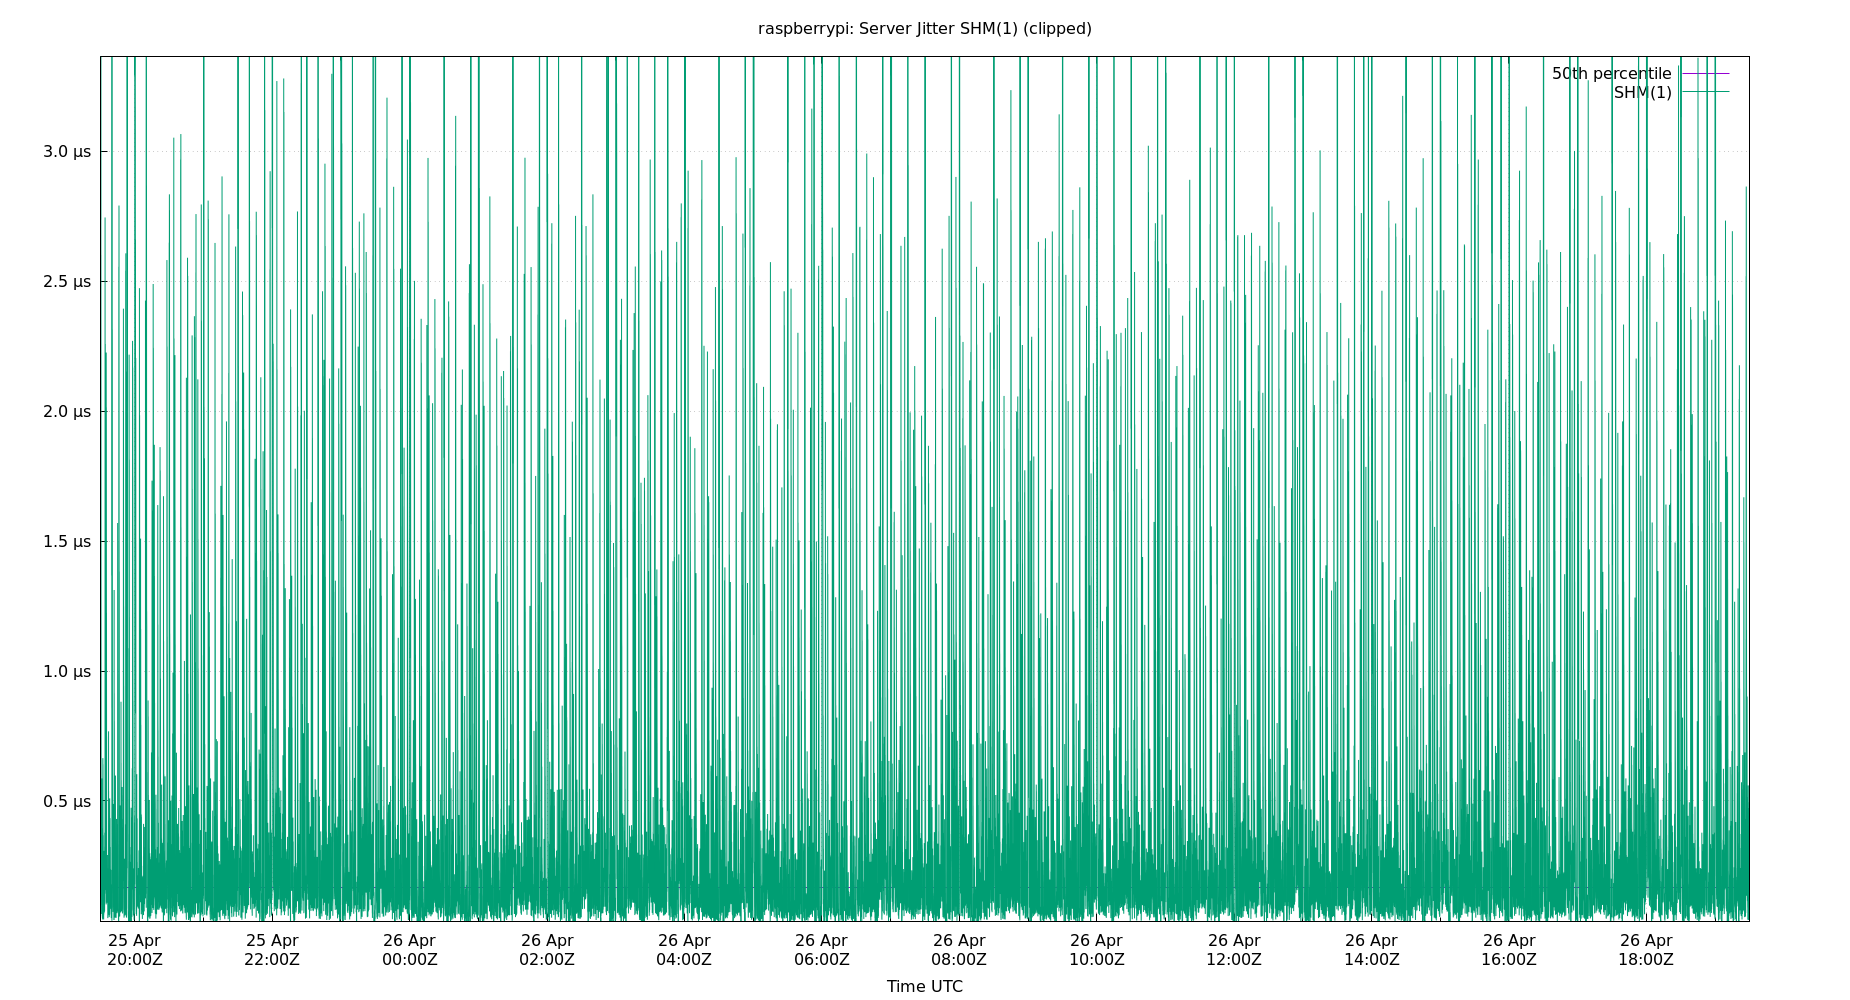 raspberrypi: Server Jitter SHM(1) (clipped)
50th percentile
SHM(1)
3.0 µs
2.5 µs
2.0 µs
1.5 µs
1.0 µs
0.5 µs
25 Apr 25 Apr 26 Apr 26 Apr 26 Apr 26 Apr 26 Apr 26 Apr 26 Apr 26 Apr 26 Apr 26 Apr
20:00Z 22:00Z 00:00Z 02:00Z 04:00Z 06:00Z 08:00Z 10:00Z 12:00Z 14:00Z 16:00Z 18:00Z
Time UTC